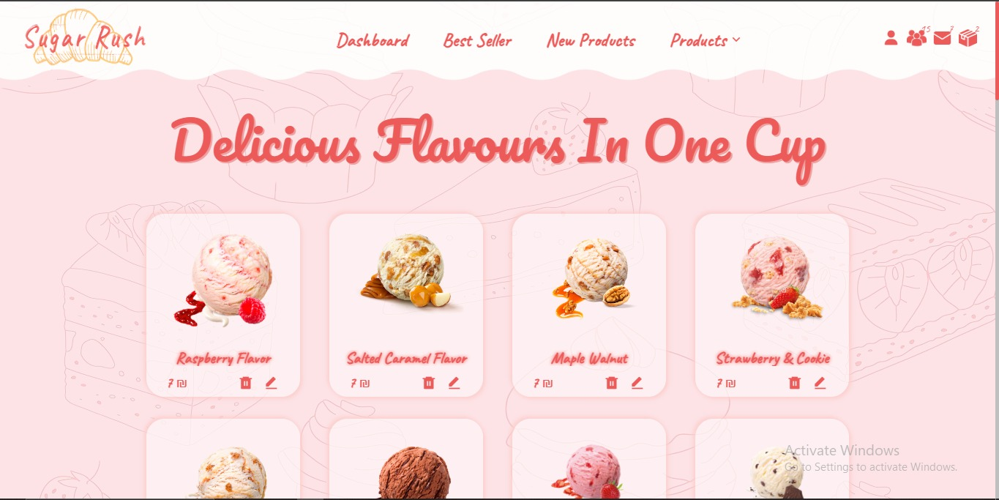 Sugar Rush
Dashboard Best Seller New Products Products
15 2
Delicious Flavours In One Cup
Raspberry Flavor Salted Caramel Flavor Maple Walnut Strawberry & Cookie
7 ₪ 7 ₪ 7 ₪ 7 ₪
Activate Windows
Go to Settings to activate Windows.